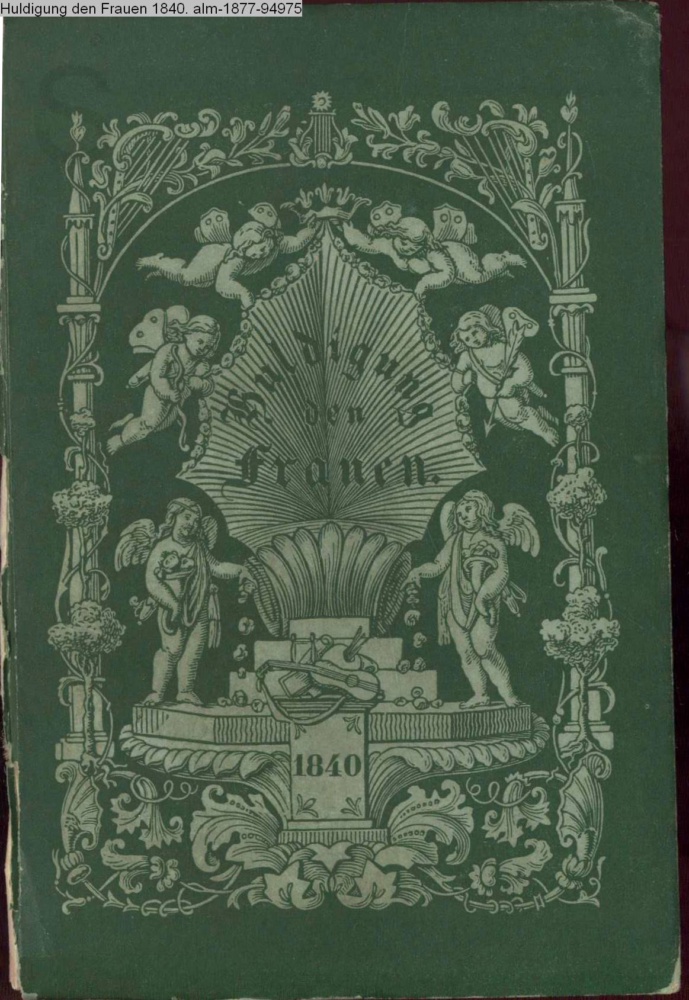 Huldigung den Frauen 1840. alm-1877-94975
Huldigung
den
Frauen.
1840